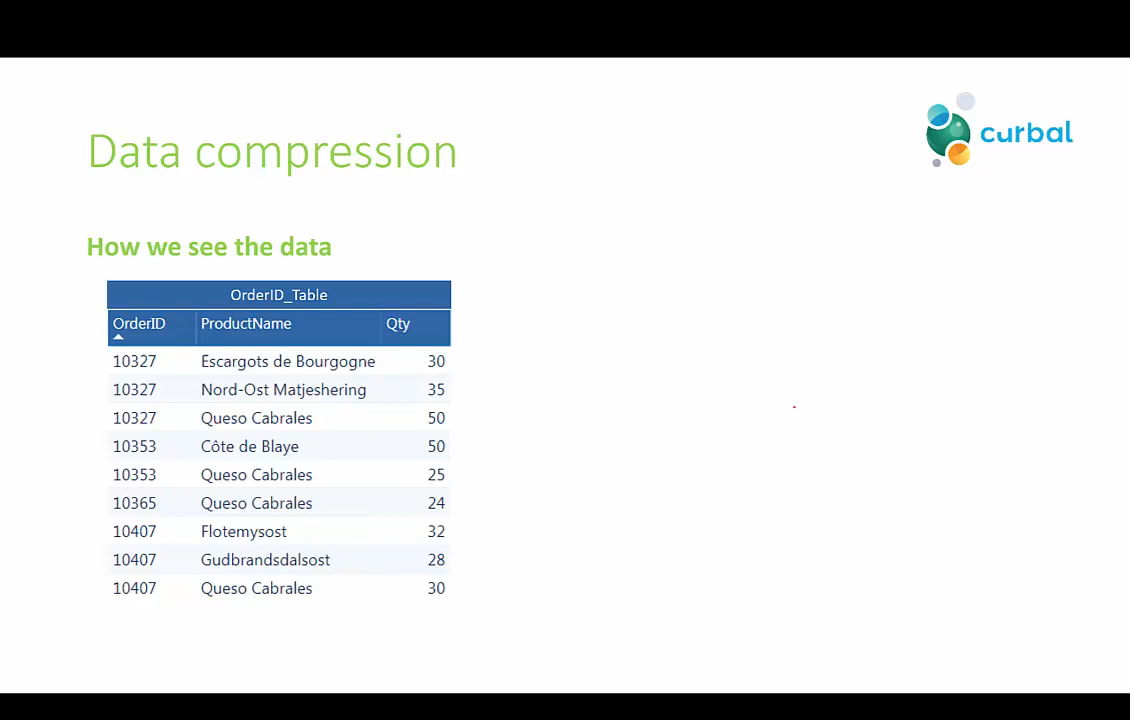 curbal
Data compression
How we see the data
OrderID_Table
OrderID ProductName Qty
10327 Escargots de Bourgogne 30
10327 Nord-Ost Matjeshering 35
10327 Queso Cabrales 50
10353 Côte de Blaye 50
10353 Queso Cabrales 25
10365 Queso Cabrales 24
10407 Flotemysost 32
10407 Gudbrandsdalsost 28
10407 Queso Cabrales 30